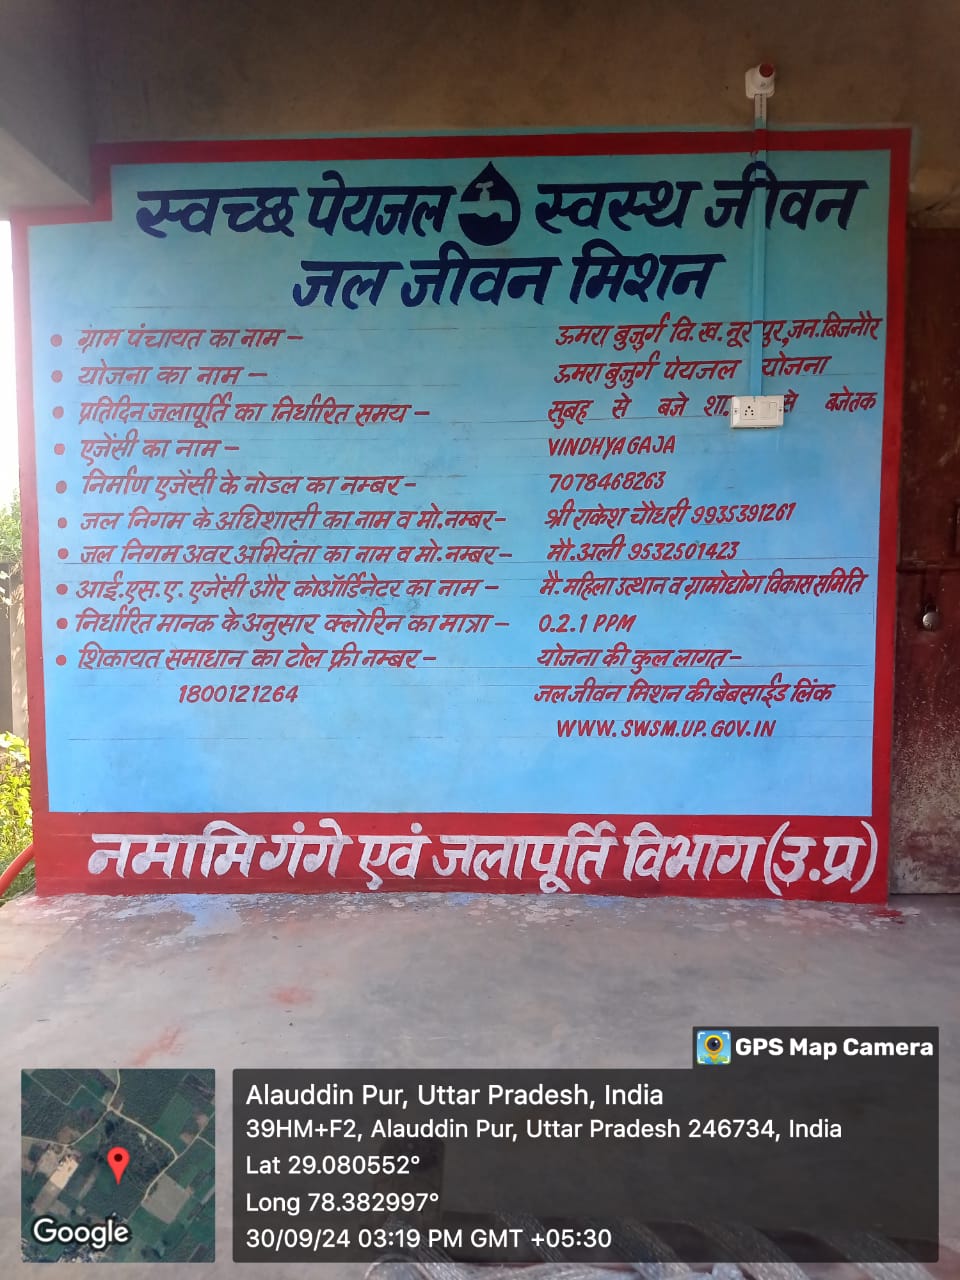 स्वच्छ पेयजल स्वस्थ जीवन
जल जीवन मिशन
• ग्राम पंचायत का नाम – ऊमरा बुजुर्ग वि.ख. नूरपुर, जन. बिजनौर
• योजना का नाम – ऊमरा बुजुर्ग पेयजल योजना
• प्रतिदिन जलापूर्ति का निर्धारित समय – सुबह से बजे शा. से बजेतक
• एजेंसी का नाम – VINDHYA GAJA
• निर्माण एजेंसी के नोडल का नम्बर – 7078468263
• जल निगम के अधिशासी का नाम व मो. नम्बर – श्री राकेश चौधरी 9935391261
• जल निगम अवर अभियंता का नाम व मो. नम्बर – मौ. अली 9532501423
• आई.एस.ए. एजेंसी और कोऑर्डिनेटर का नाम – मै. महिला उत्थान व ग्रामोद्योग विकास समिति
• निर्धारित मानक के अनुसार क्लोरिन का मात्रा – 0.2.1 PPM
• शिकायत समाधान का टोल फ्री नम्बर – योजना की कुल लागत –
1800121264 जल जीवन मिशन की बेबसाईड लिंक
WWW.SWSM.UP.GOV.IN
नमामि गंगे एवं जलापूर्ति विभाग (उ.प्र)
GPS Map Camera
Alauddin Pur, Uttar Pradesh, India
39HM+F2, Alauddin Pur, Uttar Pradesh 246734, India
Lat 29.080552°
Long 78.382997°
30/09/24 03:19 PM GMT +05:30
Google